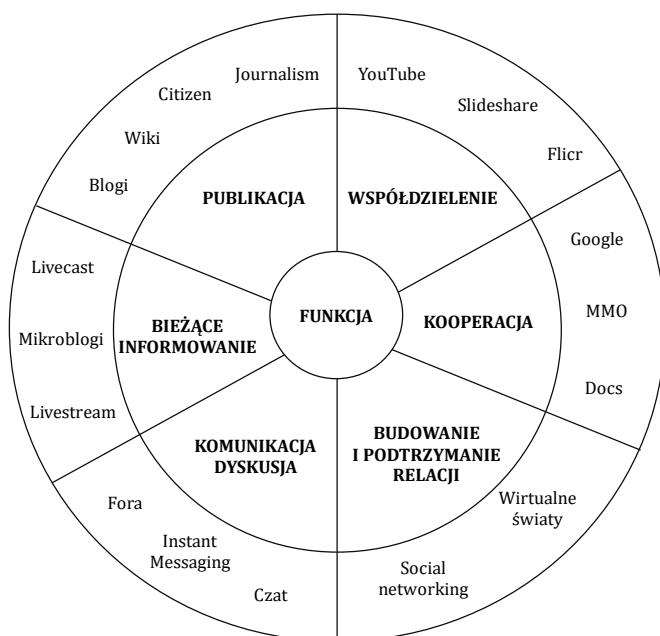 Journalism
Citizen
Wiki
Blogi
YouTube
Slideshare
Flicr
PUBLIKACJA
WSPÓŁDZIELENIE
Livecast
Mikroblogi
Livestream
BIEŻĄCE
INFORMOWANIE
FUNKCJA
KOOPERACJA
Google
MMO
Docs
KOMUNIKACJA
DYSKUSJA
BUDOWANIE
I PODTRZYMANIE
RELACJI
Fora
Instant
Messaging
Czat
Wirtualne
światy
Social
networking